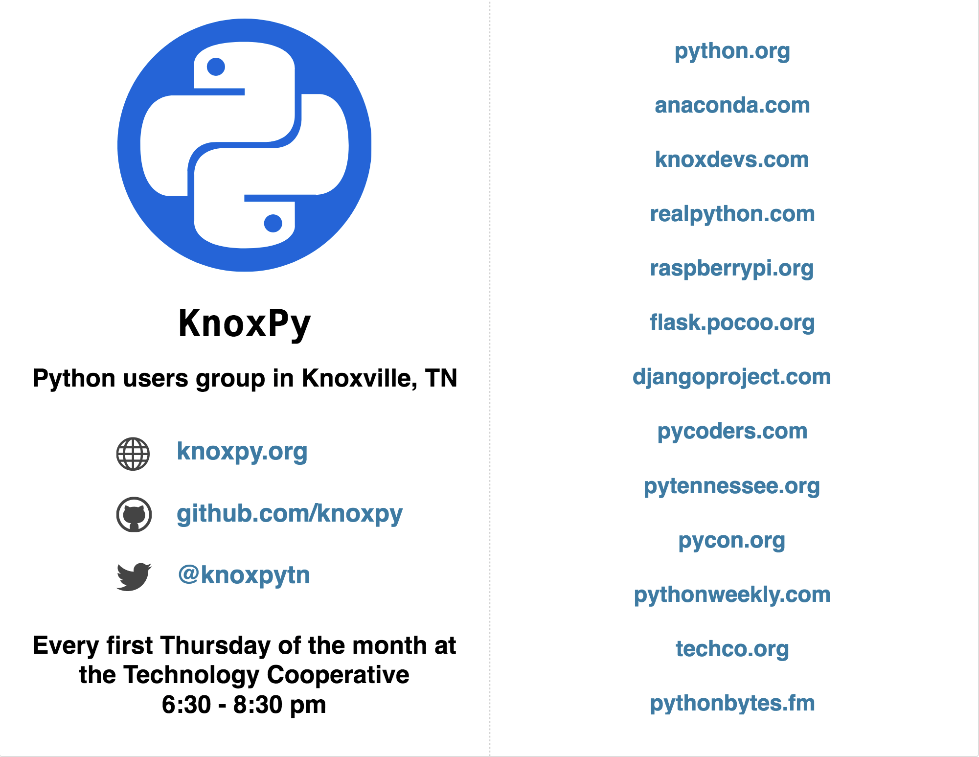 KnoxPy
Python users group in Knoxville, TN
knoxpy.org
github.com/knoxpy
@knoxpytn
Every first Thursday of the month at
the Technology Cooperative
6:30 - 8:30 pm
python.org
anaconda.com
knoxdevs.com
realpython.com
raspberrypi.org
flask.pocoo.org
djangoproject.com
pycoders.com
pytennessee.org
pycon.org
pythonweekly.com
techco.org
pythonbytes.fm